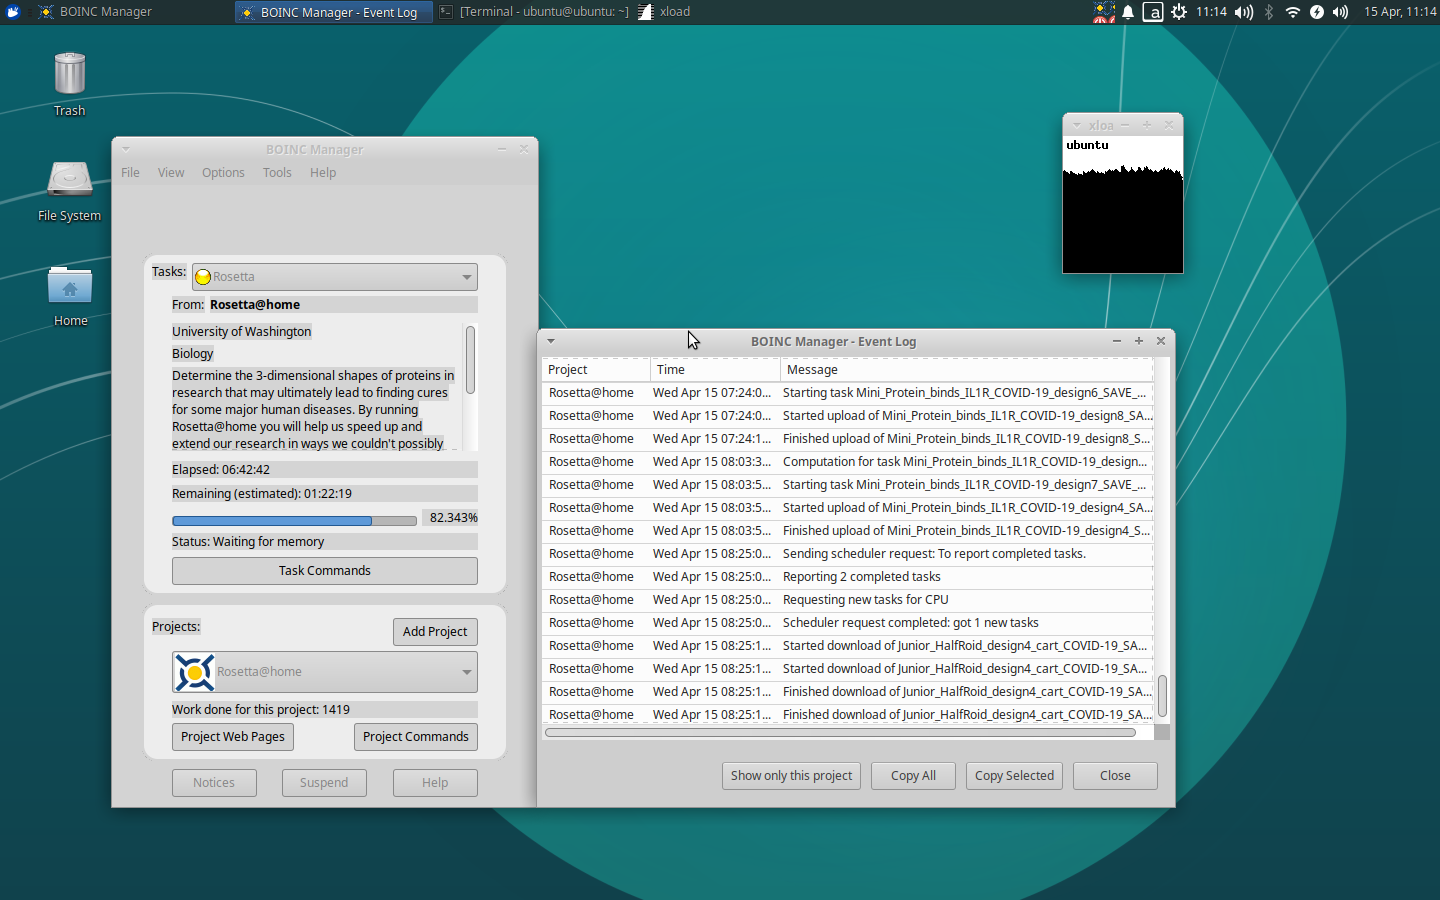 BOINC Manager
BOINC Manager - Event Log
[Terminal - ubuntu@ubuntu: ~]
xload
a
11:14
15 Apr, 11:14
Trash
File System
Home
xloa
ubuntu
BOINC Manager
File View Options Tools Help
Tasks: Rosetta
From: Rosetta@home
University of Washington
Biology
Determine the 3-dimensional shapes of proteins in
research that may ultimately lead to finding cures
for some major human diseases. By running
Rosetta@home you will help us speed up and
extend our research in ways we couldn't possibly
Elapsed: 06:42:42
Remaining (estimated): 01:22:19
82.343%
Status: Waiting for memory
Task Commands
Projects:
Add Project
Rosetta@home
Work done for this project: 1419
Project Web Pages
Project Commands
Notices
Suspend
Help
BOINC Manager - Event Log
Project Time Message
Rosetta@home Wed Apr 15 07:24:0... Starting task Mini_Protein_binds_IL1R_COVID-19_design6_SAVE_...
Rosetta@home Wed Apr 15 07:24:0... Started upload of Mini_Protein_binds_IL1R_COVID-19_design8_SA...
Rosetta@home Wed Apr 15 07:24:1... Finished upload of Mini_Protein_binds_IL1R_COVID-19_design8_S...
Rosetta@home Wed Apr 15 08:03:3... Computation for task Mini_Protein_binds_IL1R_COVID-19_design...
Rosetta@home Wed Apr 15 08:03:5... Starting task Mini_Protein_binds_IL1R_COVID-19_design7_SAVE_...
Rosetta@home Wed Apr 15 08:03:5... Started upload of Mini_Protein_binds_IL1R_COVID-19_design4_SA...
Rosetta@home Wed Apr 15 08:03:5... Finished upload of Mini_Protein_binds_IL1R_COVID-19_design4_S...
Rosetta@home Wed Apr 15 08:25:0... Sending scheduler request: To report completed tasks.
Rosetta@home Wed Apr 15 08:25:0... Reporting 2 completed tasks
Rosetta@home Wed Apr 15 08:25:0... Requesting new tasks for CPU
Rosetta@home Wed Apr 15 08:25:0... Scheduler request completed: got 1 new tasks
Rosetta@home Wed Apr 15 08:25:1... Started download of Junior_HalfRoid_design4_cart_COVID-19_SA...
Rosetta@home Wed Apr 15 08:25:1... Started download of Junior_HalfRoid_design4_cart_COVID-19_SA...
Rosetta@home Wed Apr 15 08:25:1... Finished download of Junior_HalfRoid_design4_cart_COVID-19_SA...
Rosetta@home Wed Apr 15 08:25:1... Finished download of Junior_HalfRoid_design4_cart_COVID-19_SA...
Show only this project
Copy All
Copy Selected
Close